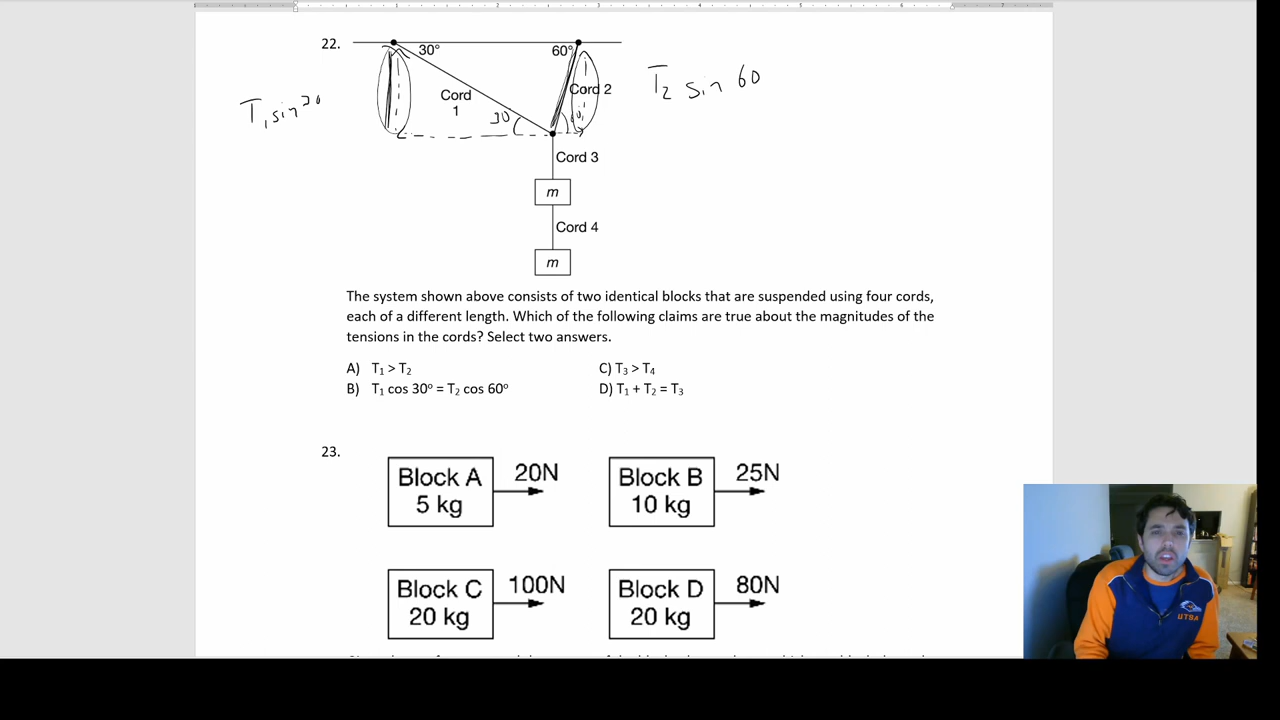 22.
30°
60°
T₁ sin 30
T₂ sin 60
Cord 2
Cord
1
30
Cord 3
m
Cord 4
m
The system shown above consists of two identical blocks that are suspended using four cords,
each of a different length. Which of the following claims are true about the magnitudes of the
tensions in the cords? Select two answers.
A) T₁ > T₂
C) T₃ > T₄
B) T₁ cos 30º = T₂ cos 60º
D) T₁ + T₂ = T₃
23.
Block A
5 kg
20N
Block B
10 kg
25N
Block C
20 kg
100N
Block D
20 kg
80N
UTSA